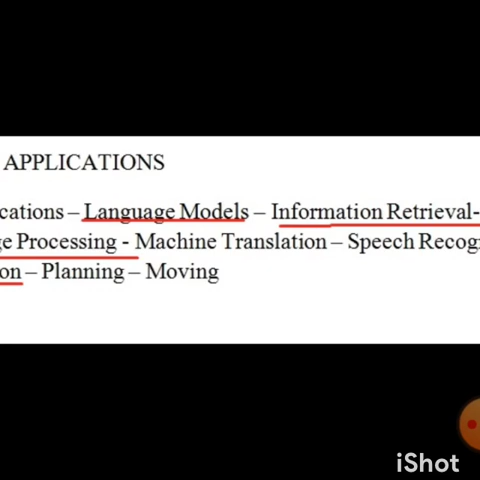 APPLICATIONS
cations – Language Models – Information Retrieval-
ge Processing - Machine Translation – Speech Recog
on – Planning – Moving
iShot